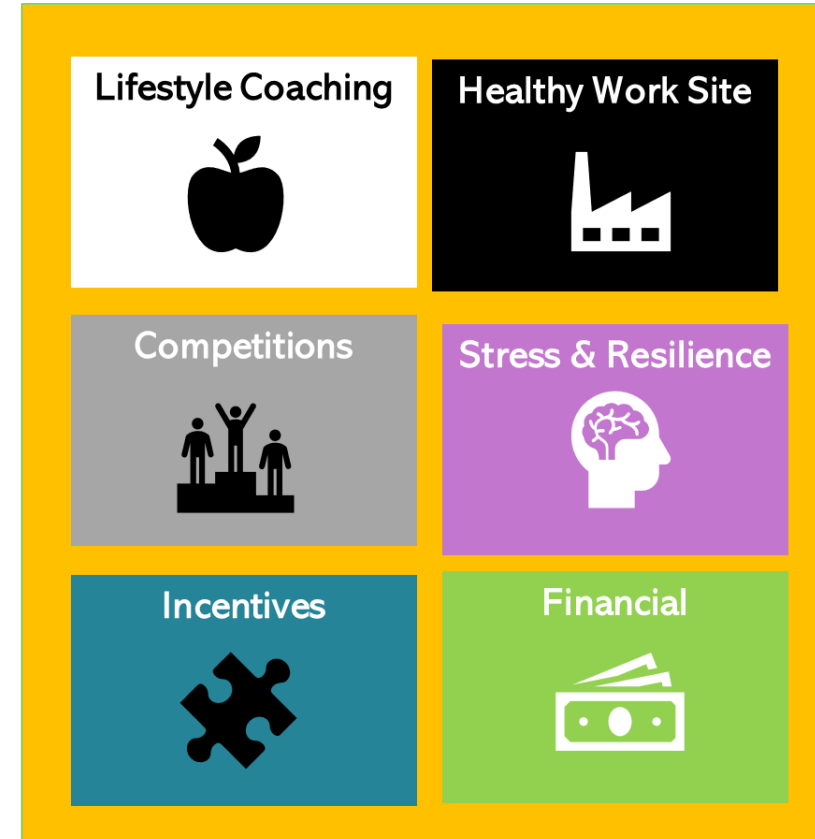 Lifestyle Coaching
Healthy Work Site
Competitions
Stress & Resilience
Incentives
Financial